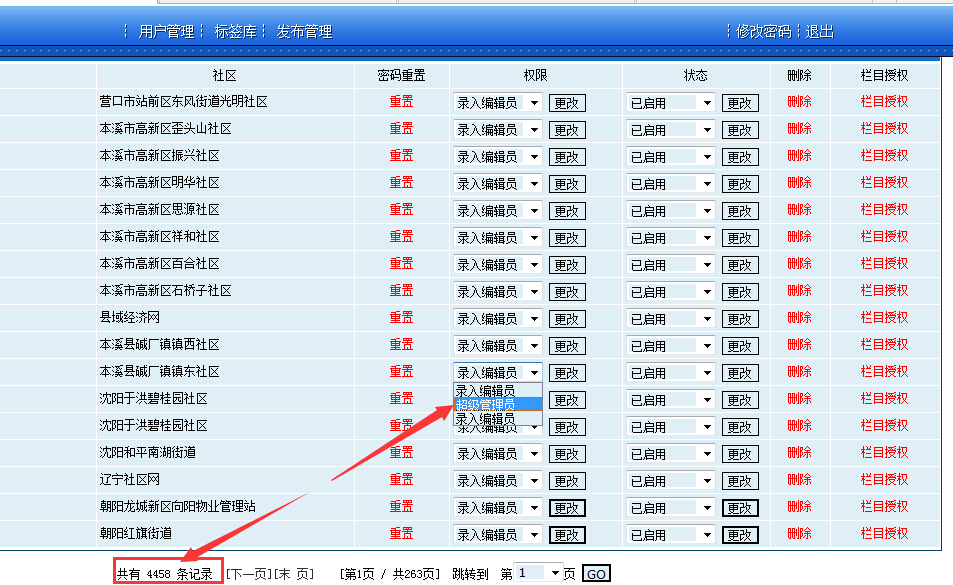 ¦ 用户管理 ¦ 标签库 ¦ 发布管理 ¦ 修改密码 ¦ 退出
社区 密码重置 权限 状态 删除 栏目授权
营口市站前区东风街道光明社区 重置 录入编辑员 更改 已启用 更改 删除 栏目授权
本溪市高新区歪头山社区 重置 录入编辑员 更改 已启用 更改 删除 栏目授权
本溪市高新区振兴社区 重置 录入编辑员 更改 已启用 更改 删除 栏目授权
本溪市高新区明华社区 重置 录入编辑员 更改 已启用 更改 删除 栏目授权
本溪市高新区思源社区 重置 录入编辑员 更改 已启用 更改 删除 栏目授权
本溪市高新区祥和社区 重置 录入编辑员 更改 已启用 更改 删除 栏目授权
本溪市高新区百合社区 重置 录入编辑员 更改 已启用 更改 删除 栏目授权
本溪市高新区石桥子社区 重置 录入编辑员 更改 已启用 更改 删除 栏目授权
县域经济网 重置 录入编辑员 更改 已启用 更改 删除 栏目授权
本溪县碱厂镇镇西社区 重置 录入编辑员 更改 已启用 更改 删除 栏目授权
本溪县碱厂镇镇东社区 重置 录入编辑员 更改 已启用 更改 删除 栏目授权
录入编辑员
沈阳于洪碧桂园社区 重置 超级管理员 更改 已启用 更改 删除 栏目授权
录入编辑员
沈阳于洪碧桂园社区 重置 录入编辑员 更改 已启用 更改 删除 栏目授权
沈阳和平南湖街道 重置 录入编辑员 更改 已启用 更改 删除 栏目授权
辽宁社区网 重置 录入编辑员 更改 已启用 更改 删除 栏目授权
朝阳龙城新区向阳物业管理站 重置 录入编辑员 更改 已启用 更改 删除 栏目授权
朝阳红旗街道 重置 录入编辑员 更改 已启用 更改 删除 栏目授权
共有 4458 条记录 [下一页][末 页] [第1页 / 共263页] 跳转到 第 1 页 GO